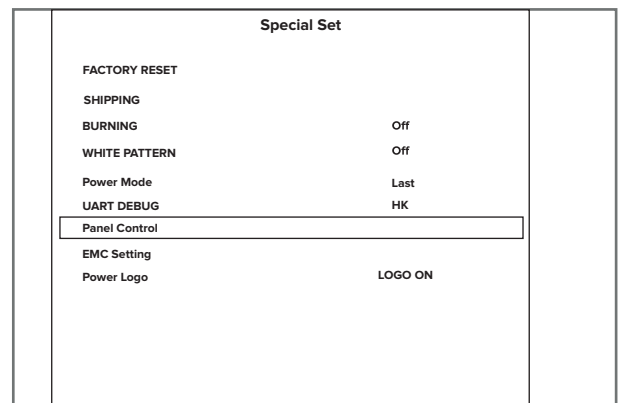 Special Set
FACTORY RESET
SHIPPING
BURNING Off
WHITE PATTERN Off
Power Mode Last
UART DEBUG HK
Panel Control
EMC Setting
Power Logo LOGO ON